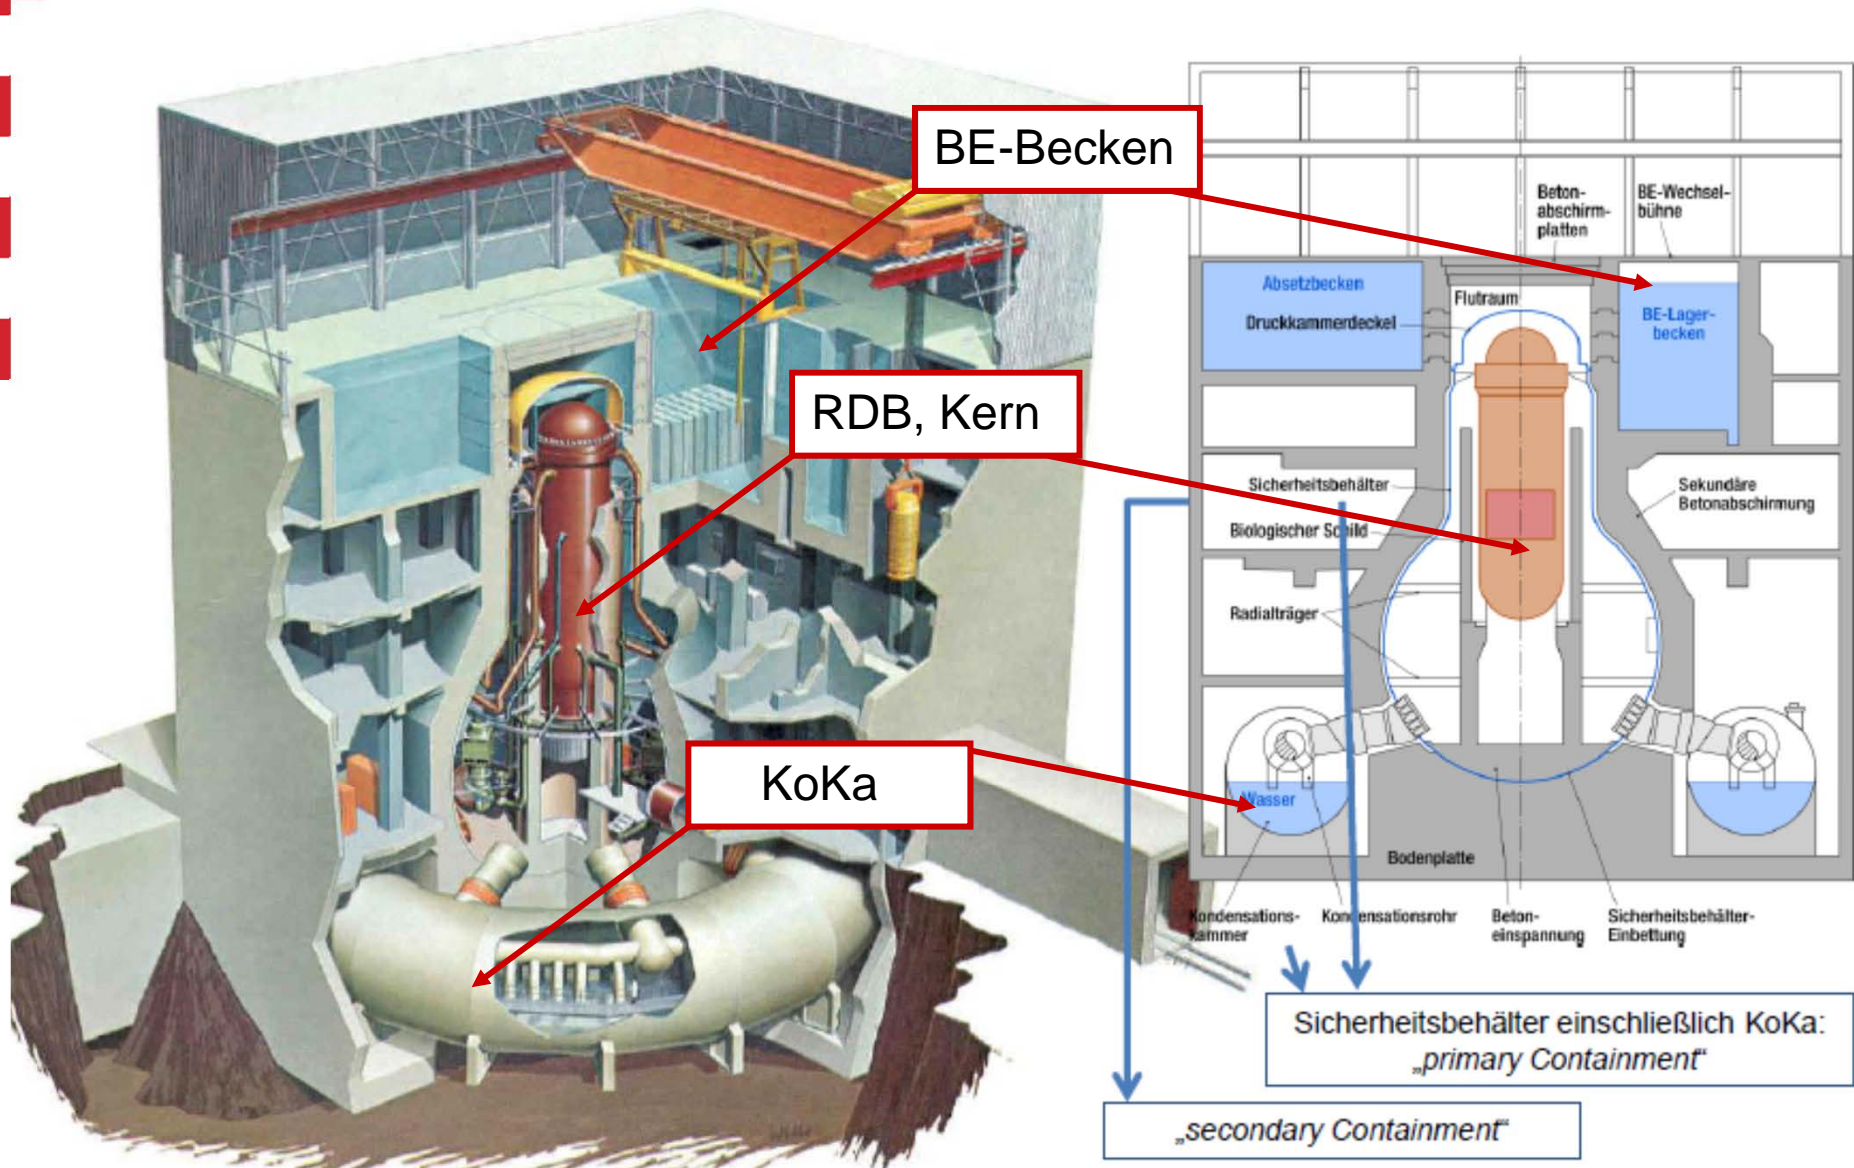 BE-Becken
RDB, Kern
KoKa
Beton-
abschirm-
platten
BE-Wechsel-
bühne
Absetzbecken
Flutraum
Druckkammerdeckel
BE-Lager-
becken
Sicherheitsbehälter
Biologischer Schild
Sekundäre
Betonabschirmung
Radialträger
Wasser
Bodenplatte
Kondensations-
kammer
Kondensationsrohr
Beton-
einspannung
Sicherheitsbehälter-
Einbettung
Sicherheitsbehälter einschließlich KoKa:
„primary Containment“
„secondary Containment“